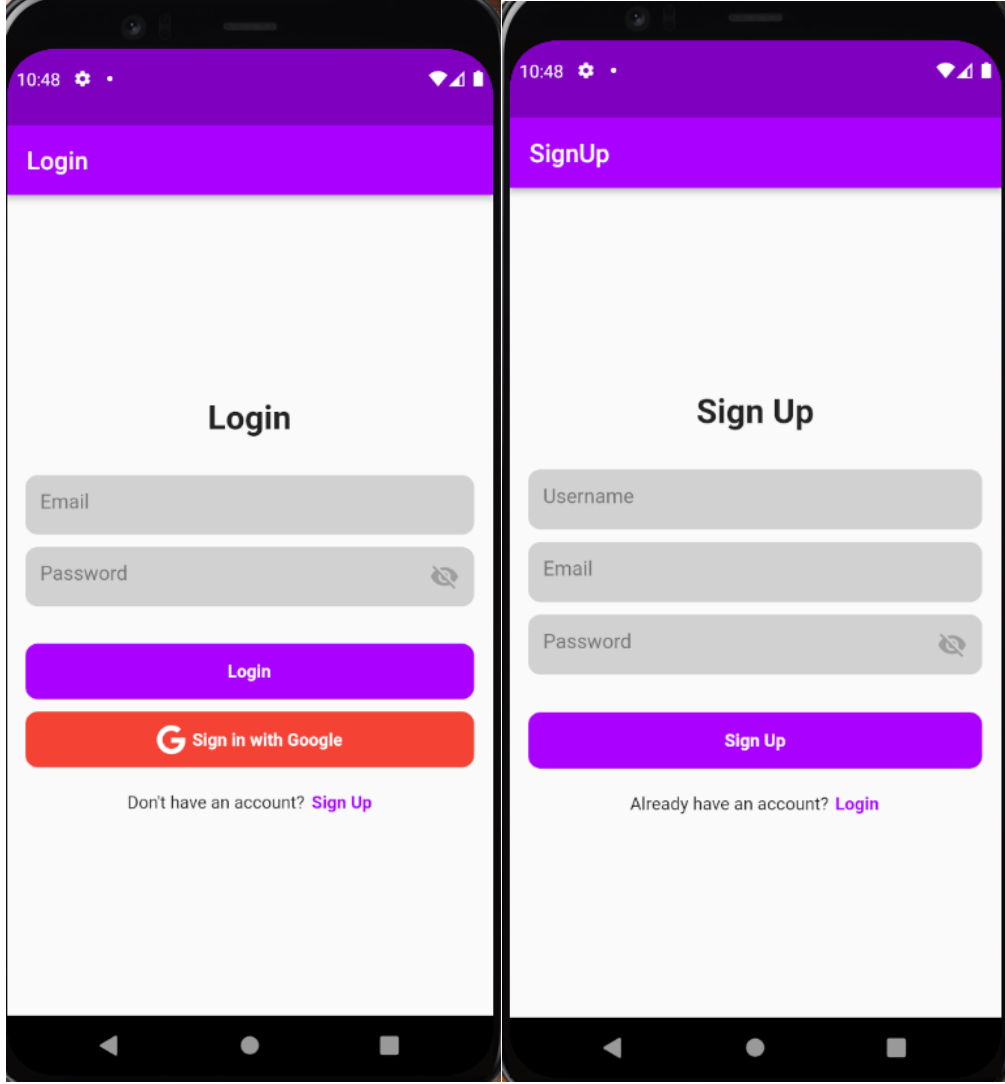 10:48
Login
Login
Email
Password
Login
G Sign in with Google
Don't have an account? Sign Up
10:48
SignUp
Sign Up
Username
Email
Password
Sign Up
Already have an account? Login